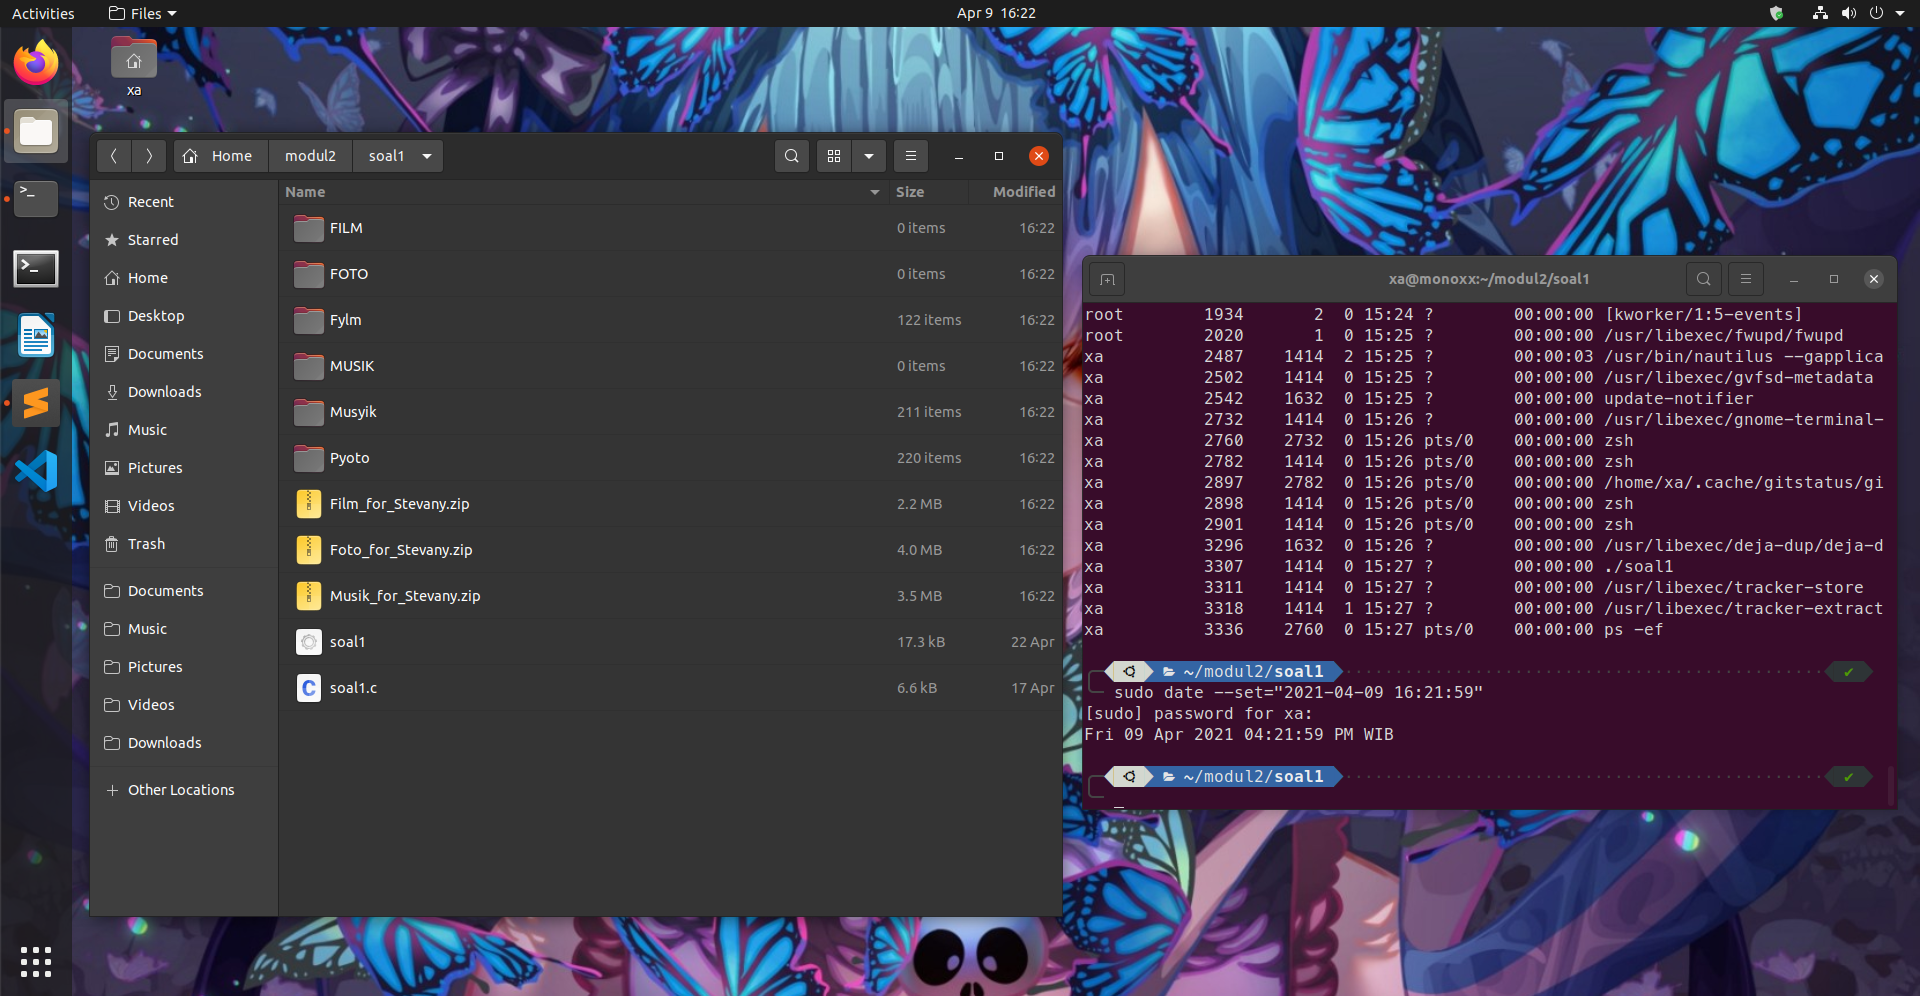 Activities Files Apr 9 16:22
xa
Home modul2 soal1
Recent
Starred
Home
Desktop
Documents
Downloads
Music
Pictures
Videos
Trash
Documents
Music
Pictures
Videos
Downloads
Other Locations
Name Size Modified
FILM 0 items 16:22
FOTO 0 items 16:22
Fylm 122 items 16:22
MUSIK 0 items 16:22
Musyik 211 items 16:22
Pyoto 220 items 16:22
Film_for_Stevany.zip 2.2 MB 16:22
Foto_for_Stevany.zip 4.0 MB 16:22
Musik_for_Stevany.zip 3.5 MB 16:22
soal1 17.3 kB 22 Apr
soal1.c 6.6 kB 17 Apr
xa@monoxx:~/modul2/soal1
root 1934 2 0 15:24 ? 00:00:00 [kworker/1:5-events]
root 2020 1 0 15:25 ? 00:00:00 /usr/libexec/fwupd/fwupd
xa 2487 1414 2 15:25 ? 00:00:03 /usr/bin/nautilus --gapplica
xa 2502 1414 0 15:25 ? 00:00:00 /usr/libexec/gvfsd-metadata
xa 2542 1632 0 15:25 ? 00:00:00 update-notifier
xa 2732 1414 0 15:26 ? 00:00:00 /usr/libexec/gnome-terminal-
xa 2760 2732 0 15:26 pts/0 00:00:00 zsh
xa 2782 1414 0 15:26 pts/0 00:00:00 zsh
xa 2897 2782 0 15:26 pts/0 00:00:00 /home/xa/.cache/gitstatus/gi
xa 2898 1414 0 15:26 pts/0 00:00:00 zsh
xa 2901 1414 0 15:26 pts/0 00:00:00 zsh
xa 3296 1632 0 15:26 ? 00:00:00 /usr/libexec/deja-dup/deja-d
xa 3307 1414 0 15:27 ? 00:00:00 ./soal1
xa 3311 1414 0 15:27 ? 00:00:00 /usr/libexec/tracker-store
xa 3318 1414 1 15:27 ? 00:00:00 /usr/libexec/tracker-extract
xa 3336 2760 0 15:27 pts/0 00:00:00 ps -ef
~/modul2/soal1
sudo date --set="2021-04-09 16:21:59"
[sudo] password for xa:
Fri 09 Apr 2021 04:21:59 PM WIB
~/modul2/soal1